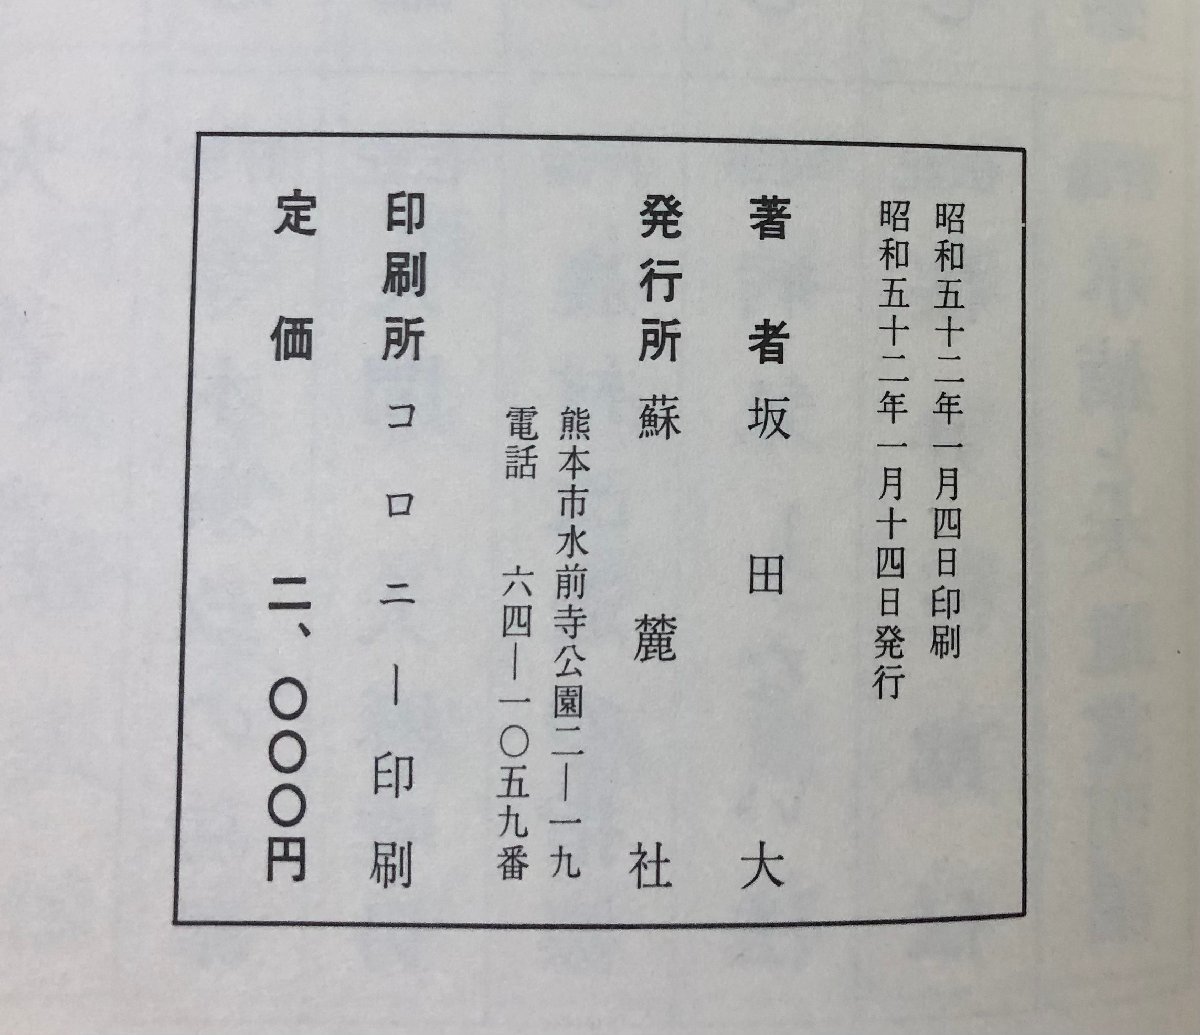 昭和五十二年一月四日印刷
昭和五十二年一月十四日発行
著者 坂田大
発行所 蘇麓社
熊本市水前寺公園二―一九
電話 六四―一〇五九番
印刷所 コロニー印刷
定価 二、〇〇〇円